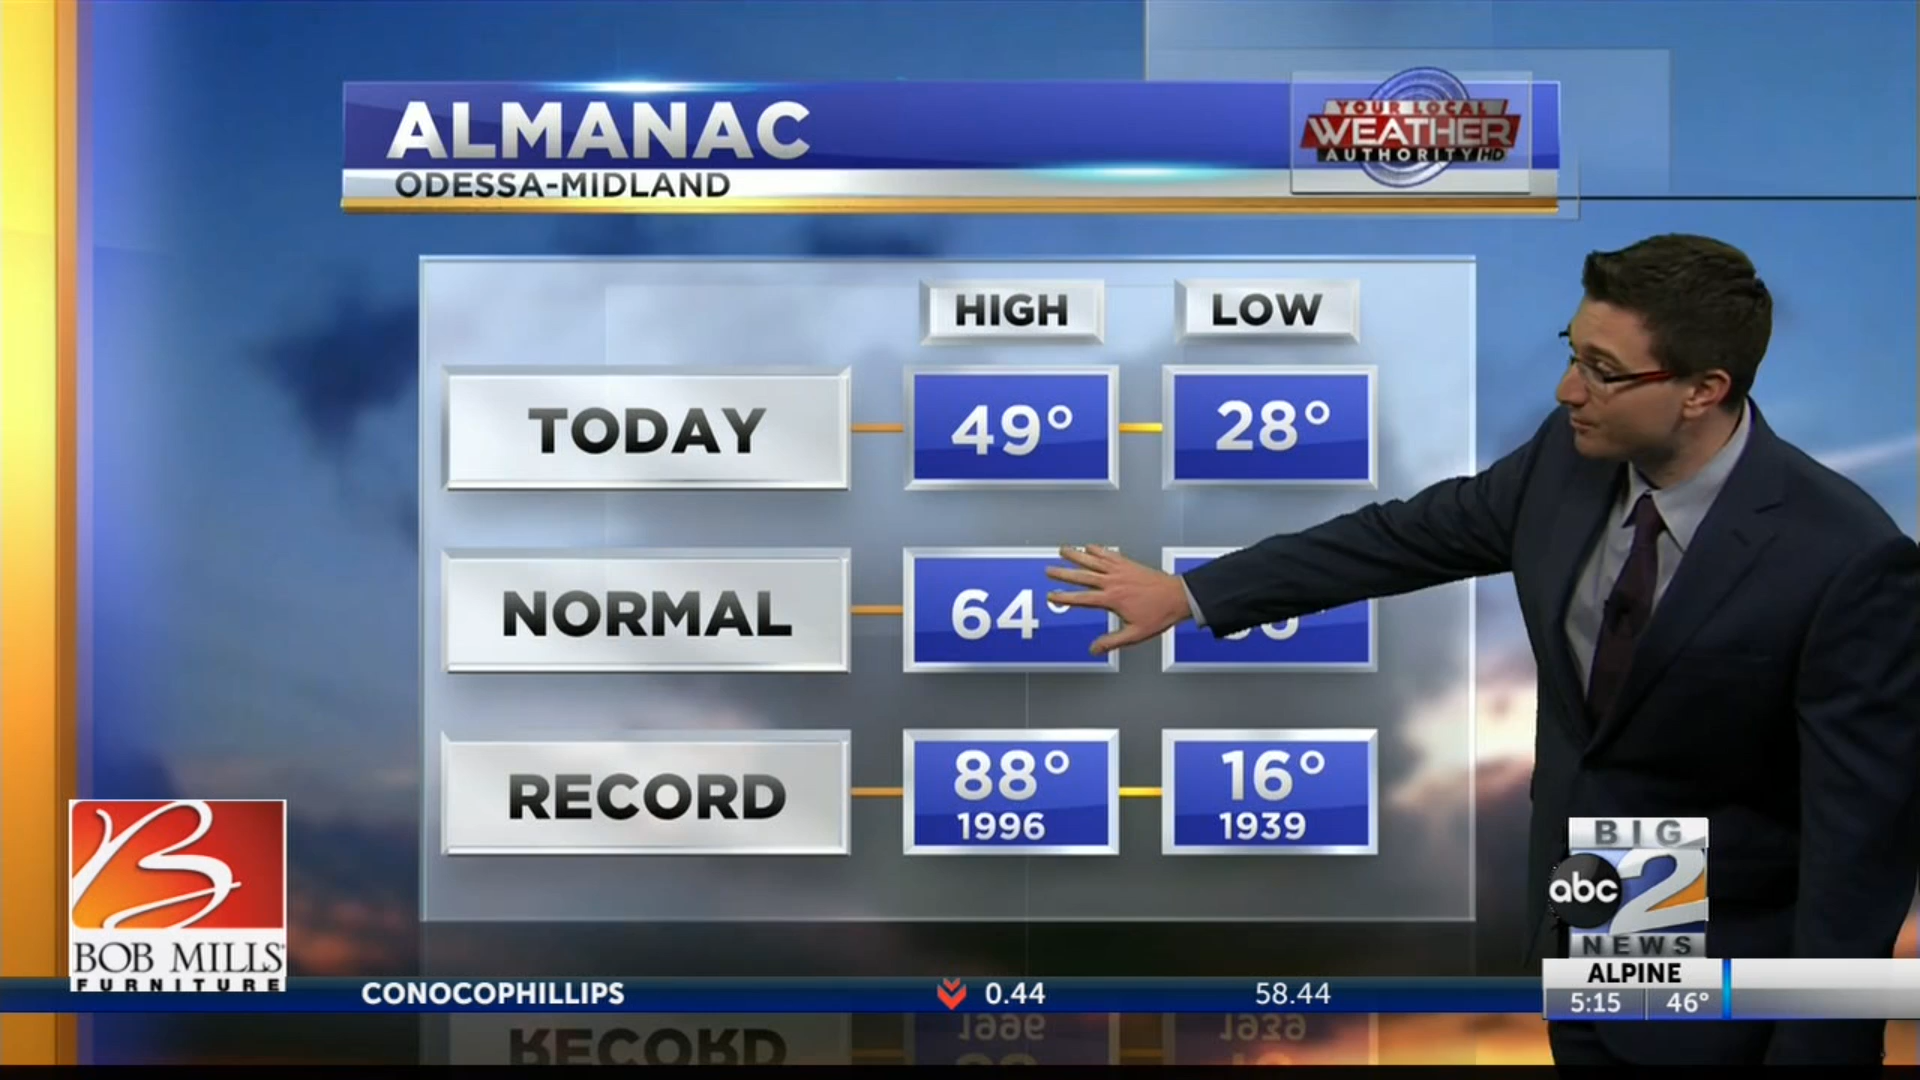 ALMANAC
ODESSA-MIDLAND
YOUR LOCAL
WEATHER
AUTHORITY HD
HIGH LOW
TODAY 49° 28°
NORMAL 64°
RECORD 88° 16°
1996 1939
BOB MILLS
FURNITURE
CONOCOPHILLIPS 0.44 58.44
BIG
abc 2
NEWS
ALPINE
5:15 46°